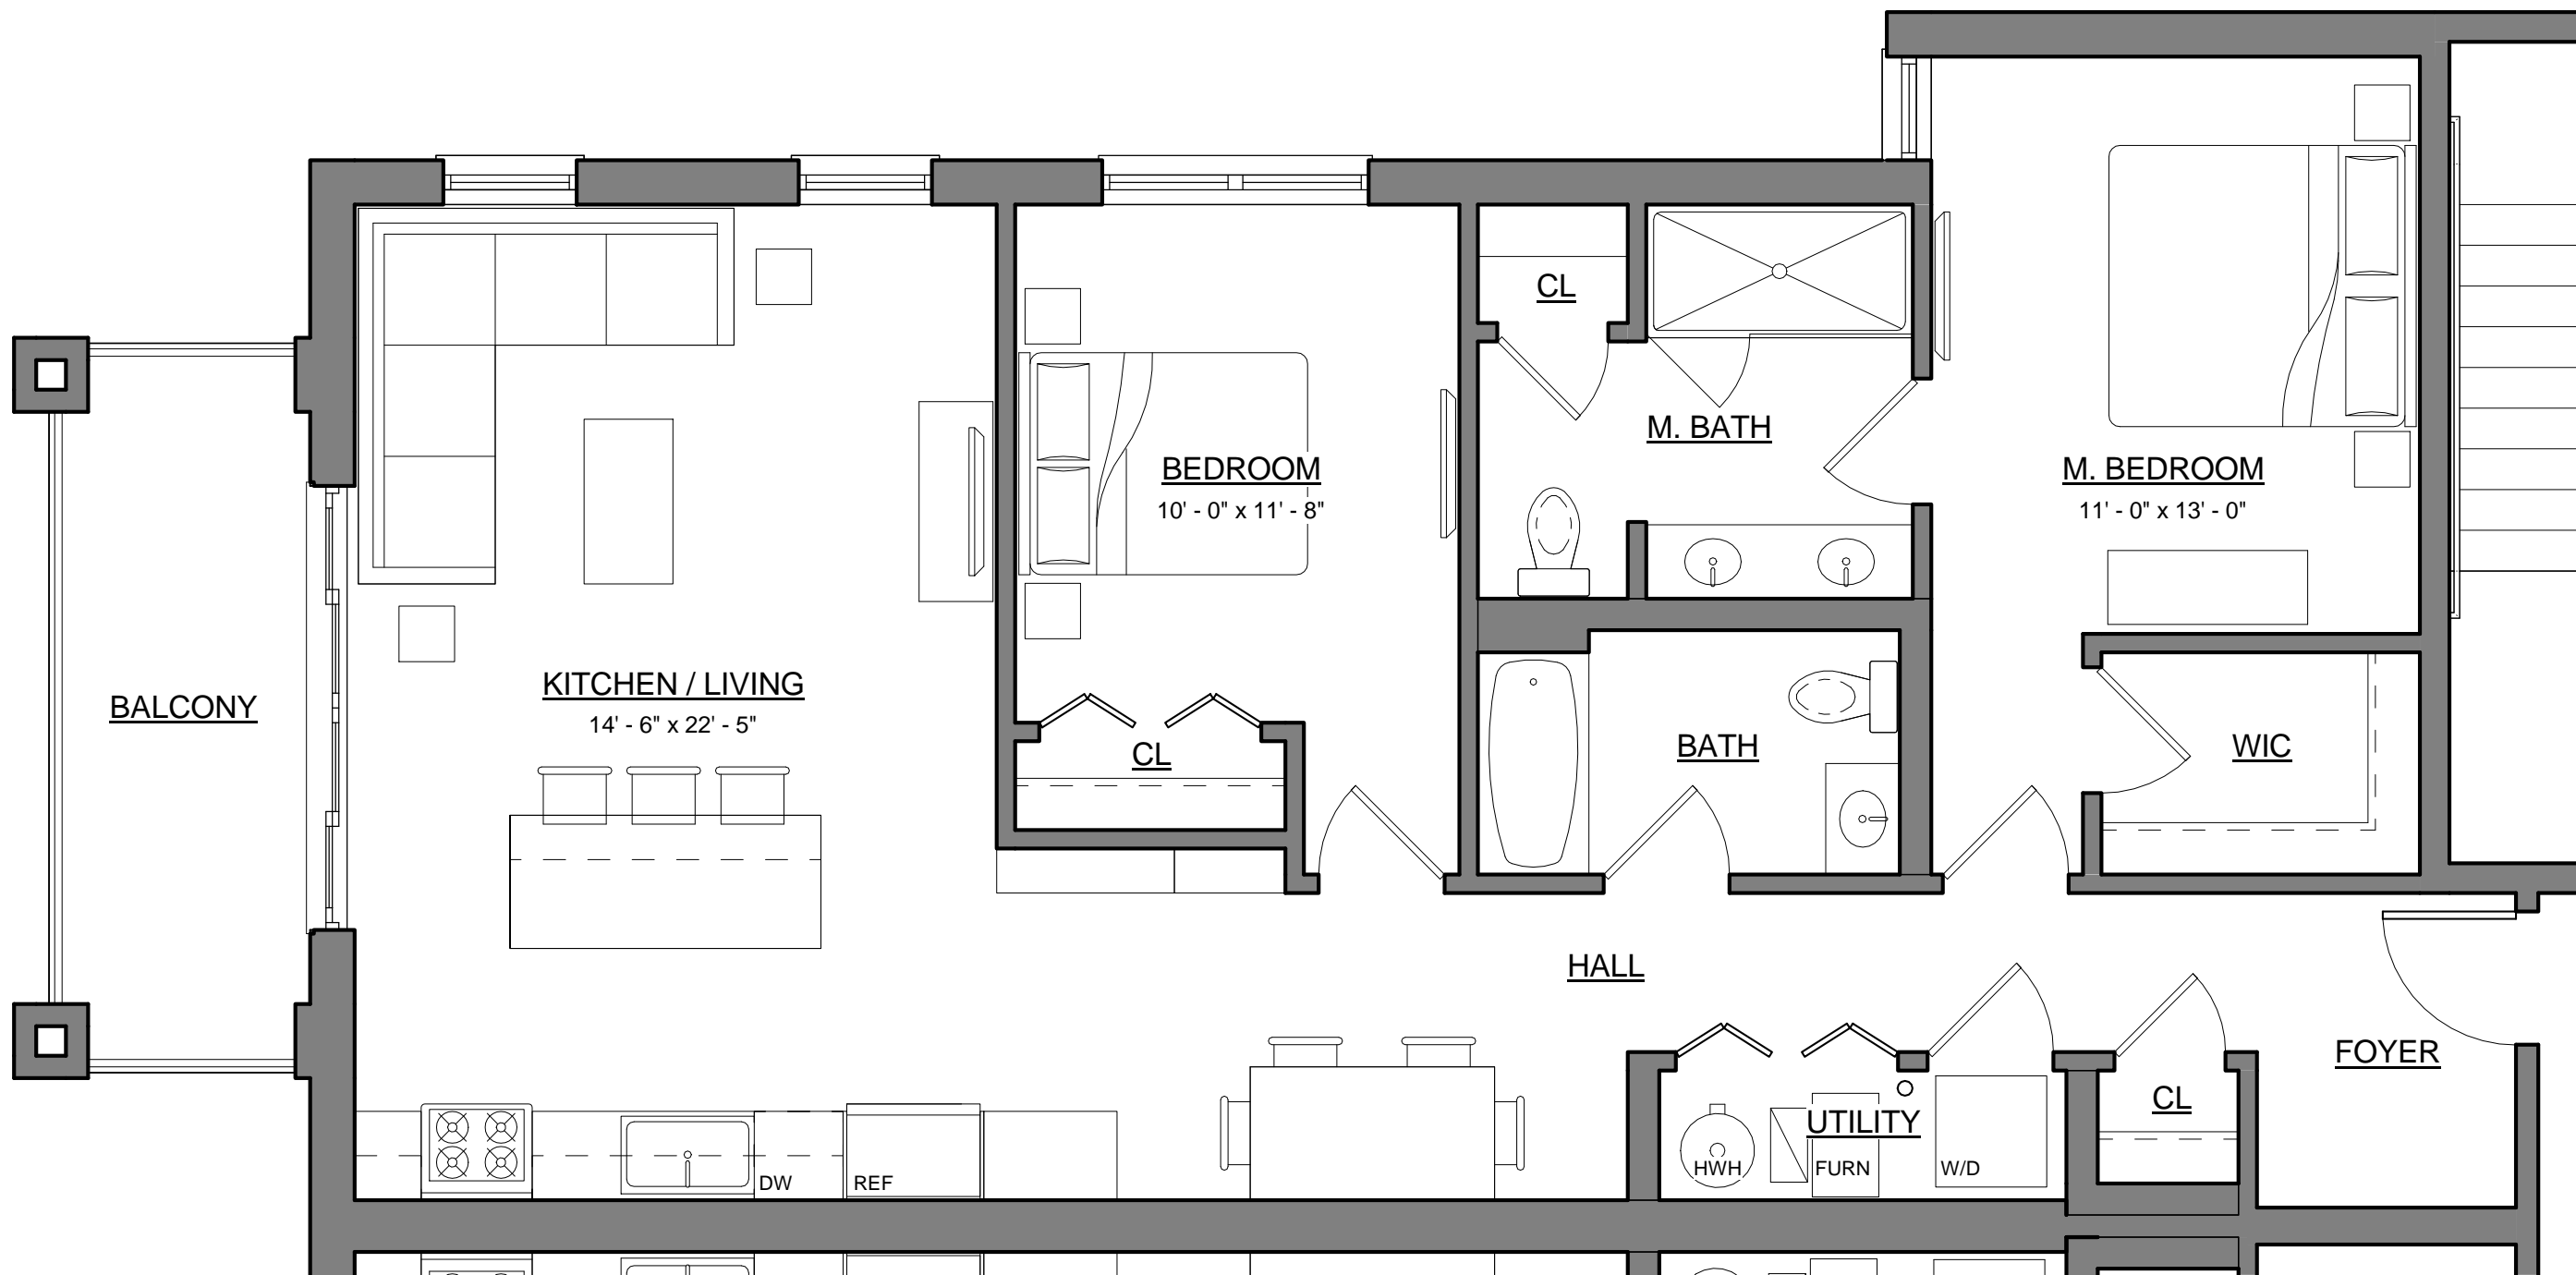 CL
M. BATH
BEDROOM
10' - 0" x 11' - 8"
M. BEDROOM
11' - 0" x 13' - 0"
KITCHEN / LIVING
14' - 6" x 22' - 5"
BALCONY
CL
BATH
WIC
HALL
FOYER
CL
UTILITY
HWH
FURN
W/D
DW
REF